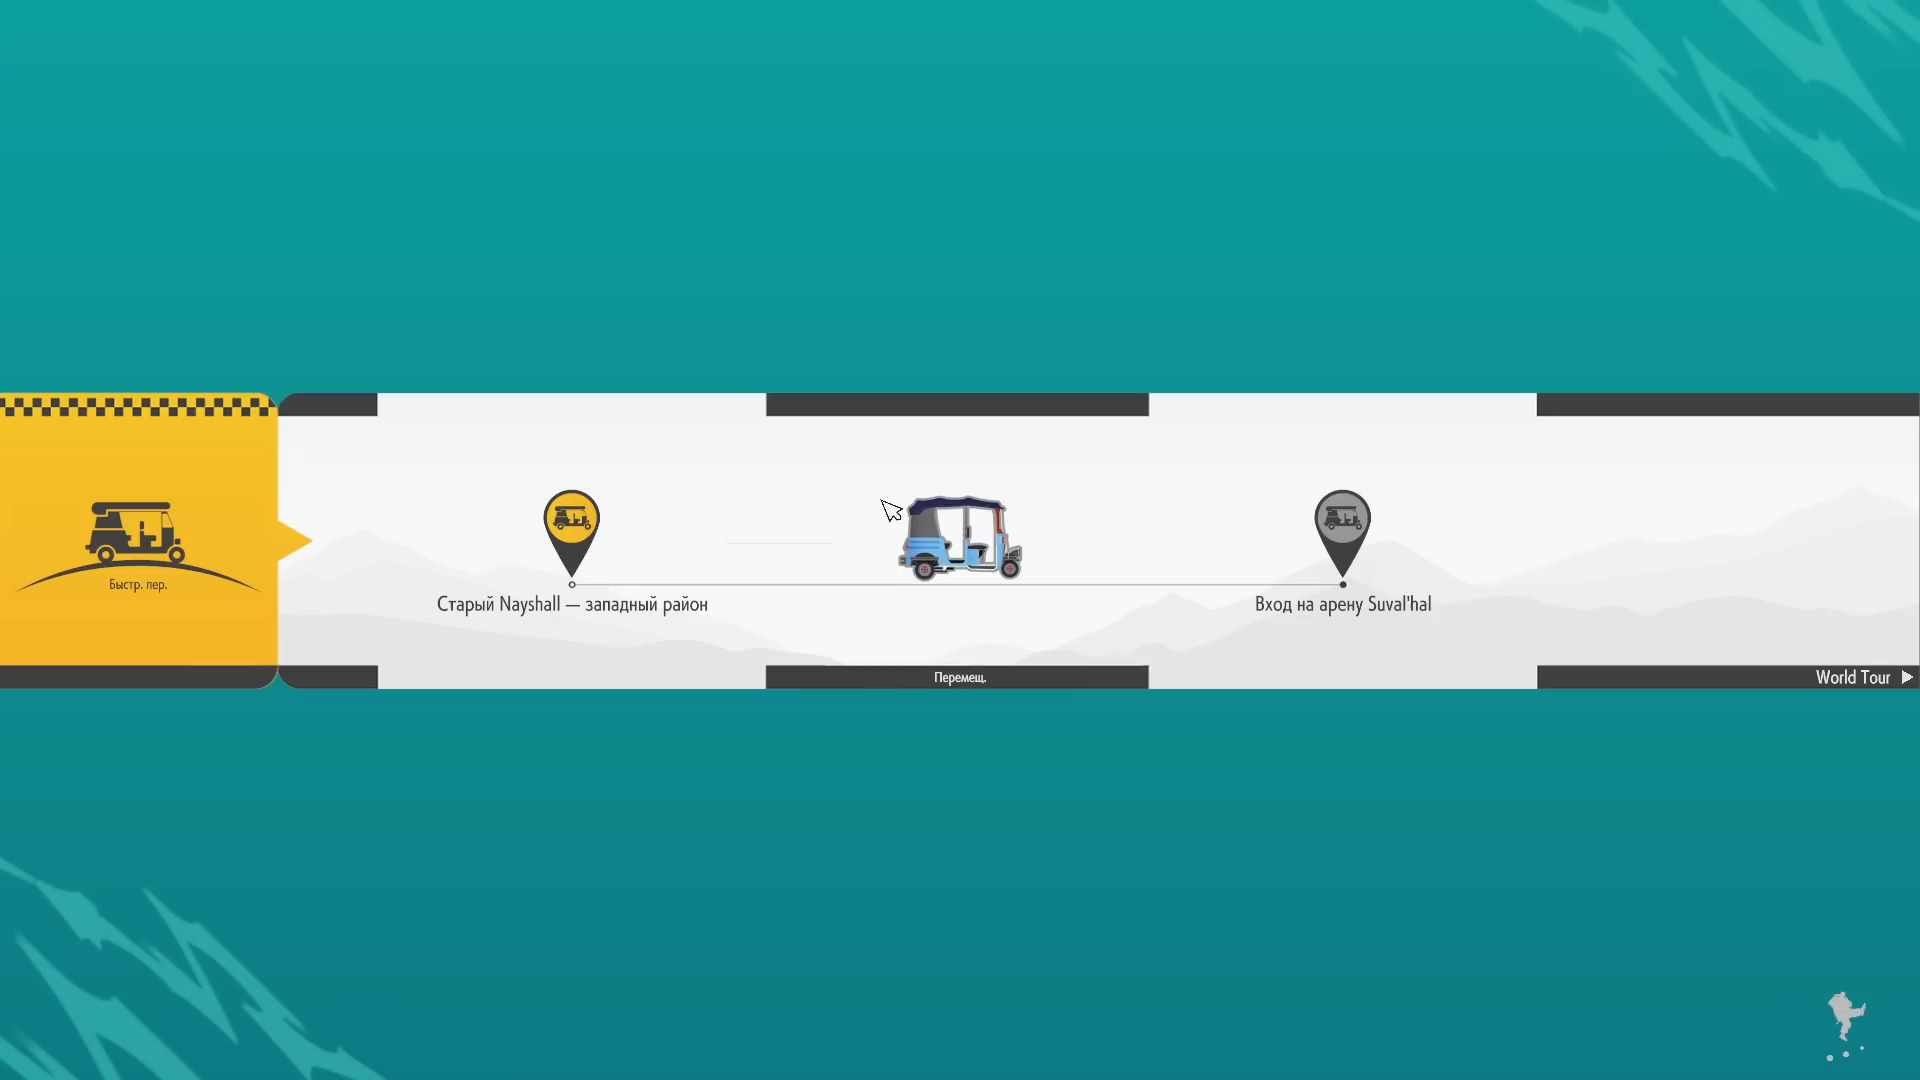 Быстр. пер.
Старый Nayshall — западный район
Вход на арену Suval'hal
Перемещ.
World Tour